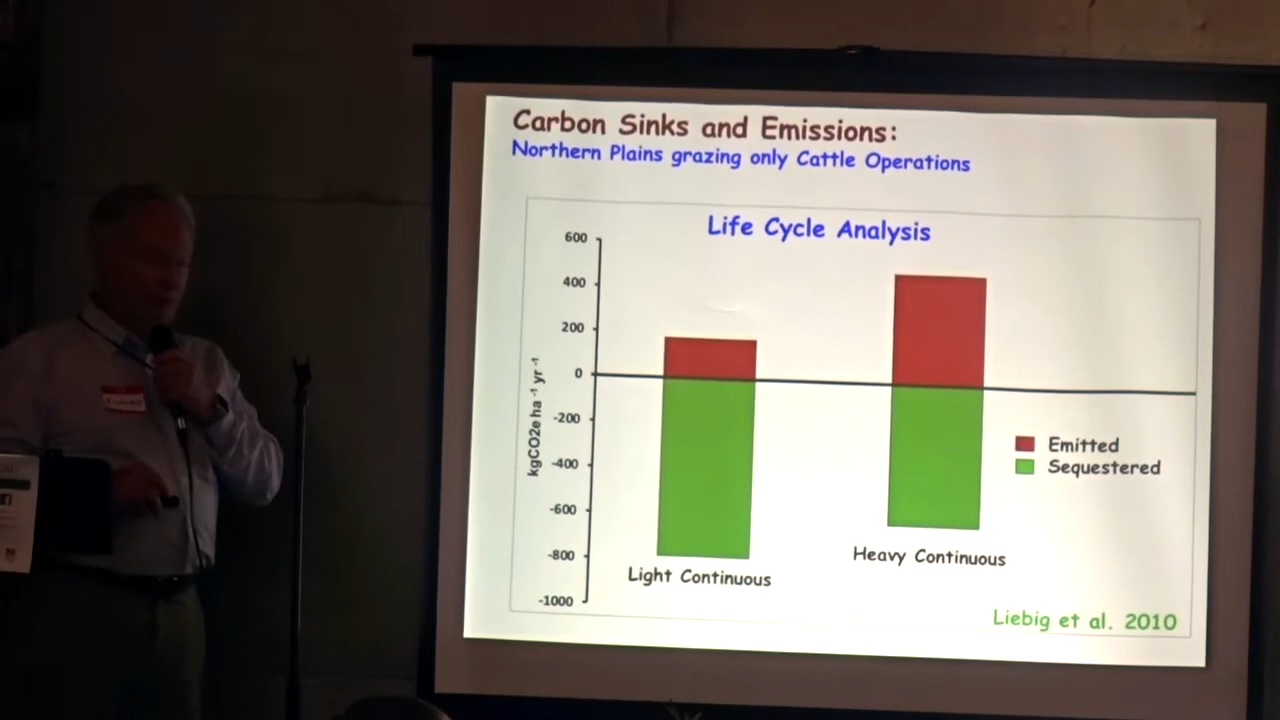 Carbon Sinks and Emissions:
Northern Plains grazing only Cattle Operations
Life Cycle Analysis
600
400
200
0
-200
-400
-600
-800
-1000
kgCO2e ha -1 yr -1
Emitted
Sequestered
Light Continuous
Heavy Continuous
Liebig et al. 2010